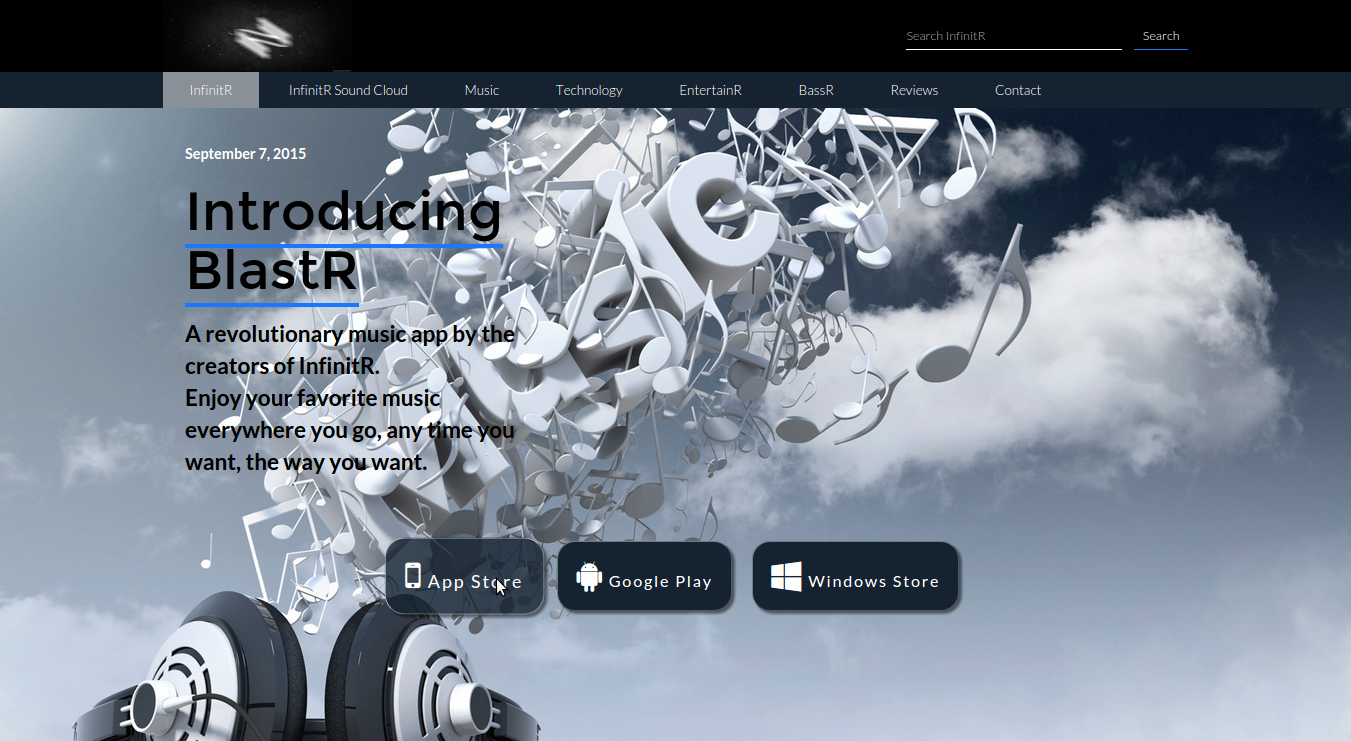 Search InfinitR Search
InfinitR InfinitR Sound Cloud Music Technology EntertainR BassR Reviews Contact
September 7, 2015
Introducing
BlastR
A revolutionary music app by the
creators of InfinitR.
Enjoy your favorite music
everywhere you go, any time you
want, the way you want.
App Store Google Play Windows Store